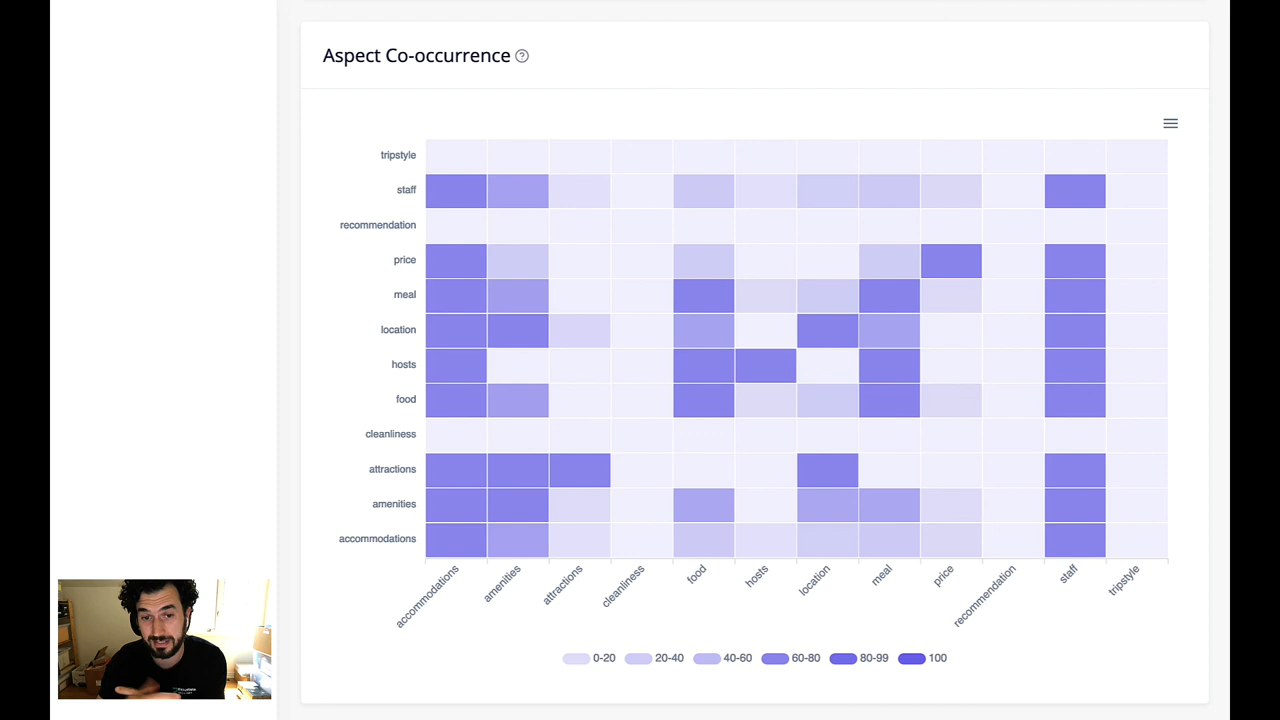 Aspect Co-occurrence
tripstyle
staff
recommendation
price
meal
location
hosts
food
cleanliness
attractions
amenities
accommodations
accommodations amenities attractions cleanliness food hosts location meal price recommendation staff tripstyle
0-20 20-40 40-60 60-80 80-99 100